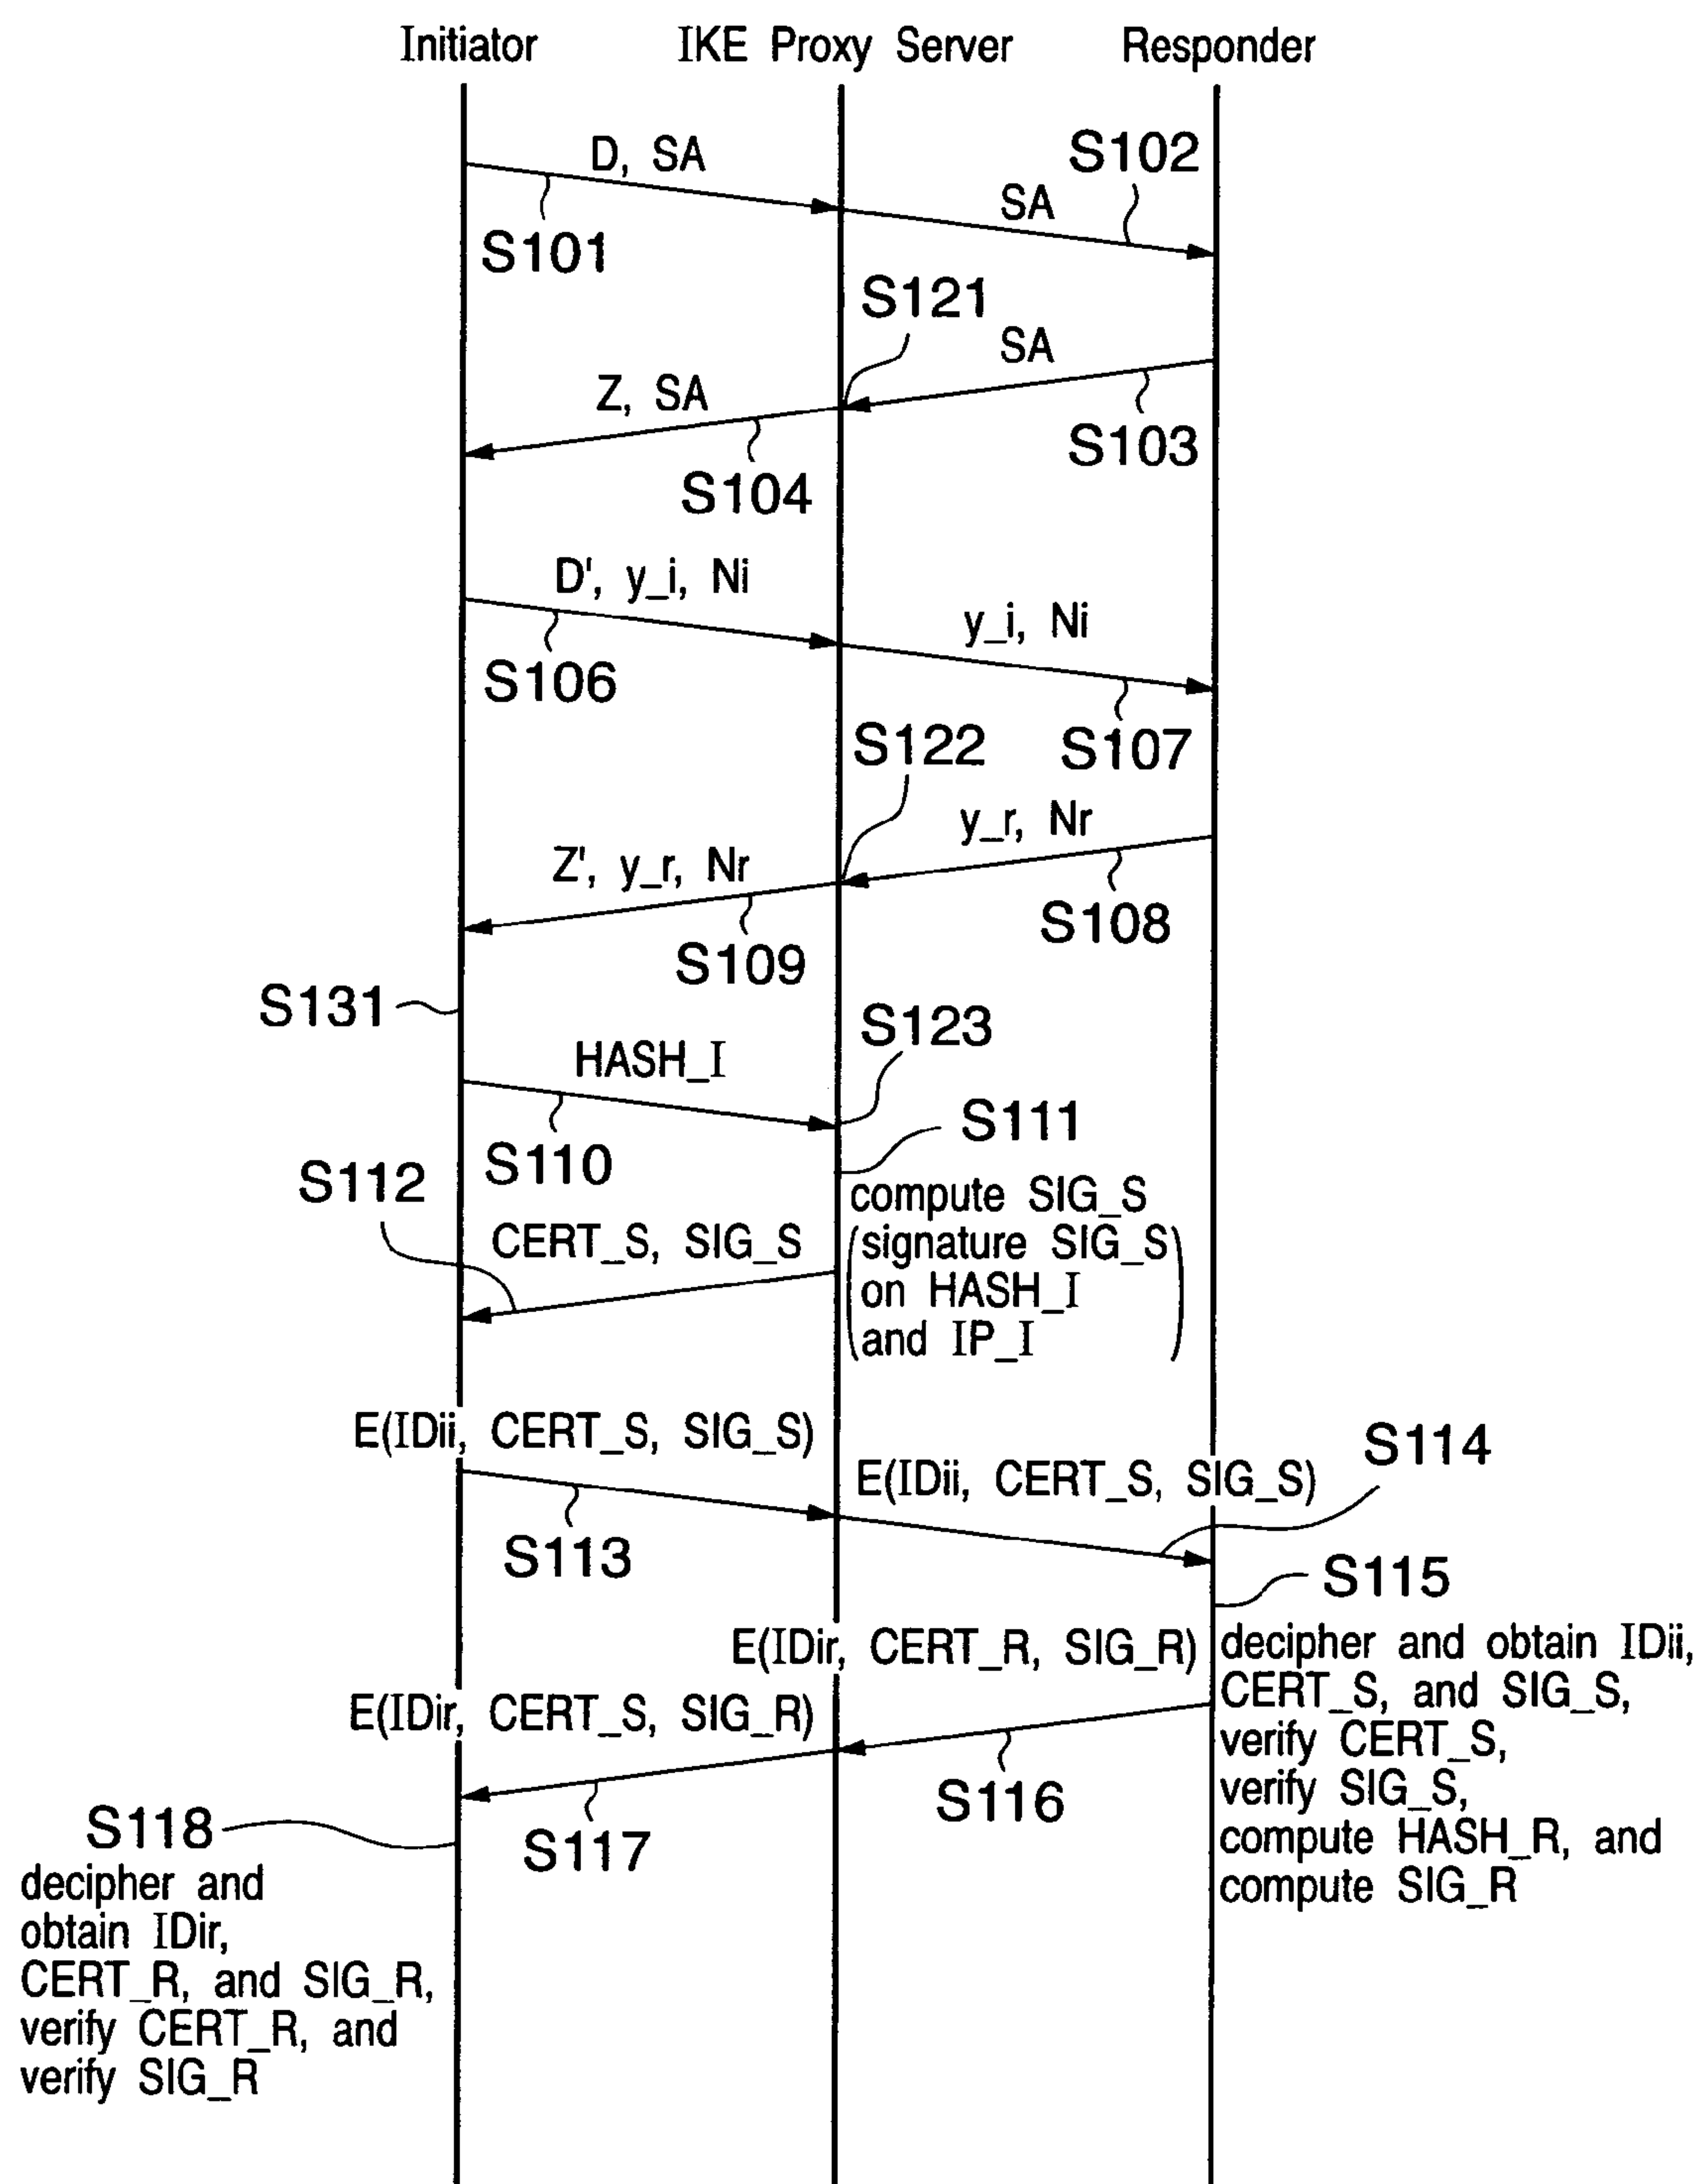 Initiator IKE Proxy Server Responder
D, SA
S102
SA
S101
S121
SA
Z, SA
S103
S104
D', y_i, Ni
y_i, Ni
S106
S122
S107
y_r, Nr
Z', y_r, Nr
S108
S109
S131
S123
HASH_I
S111
S110
S112
compute SIG_S
(signature SIG_S
on HASH_I
and IP_I)
CERT_S, SIG_S
E(IDii, CERT_S, SIG_S)
S114
E(IDii, CERT_S, SIG_S)
S113
S115
E(IDir, CERT_R, SIG_R)
decipher and obtain IDii,
CERT_S, and SIG_S,
verify CERT_S,
verify SIG_S,
compute HASH_R, and
compute SIG_R
E(IDir, CERT_S, SIG_R)
S116
S117
S118
decipher and
obtain IDir,
CERT_R, and SIG_R,
verify CERT_R, and
verify SIG_R